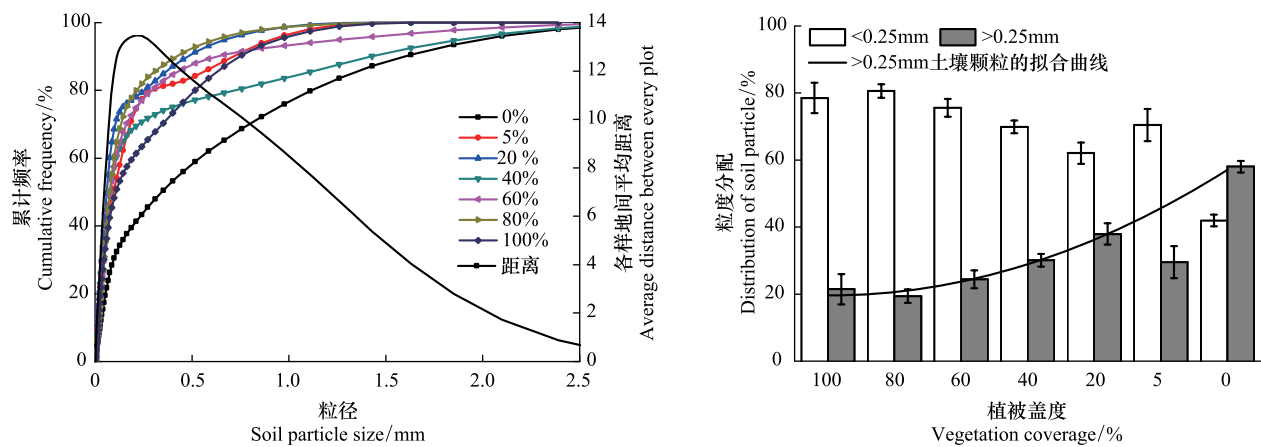 累计频率
Cumulative frequency/%
100
80
60
40
20
0
14
12
10
8
6
4
2
0
各样地间平均距离
Average distance between every plot
0%
5%
20 %
40%
60%
80%
100%
距离
0
0.5
1.0
1.5
2.0
2.5
粒径
Soil particle size/mm
粒度分配
Distribution of soil particle/%
100
80
60
40
20
0
<0.25mm
>0.25mm
>0.25mm土壤颗粒的拟合曲线
100
80
60
40
20
5
0
植被盖度
Vegetation coverage/%